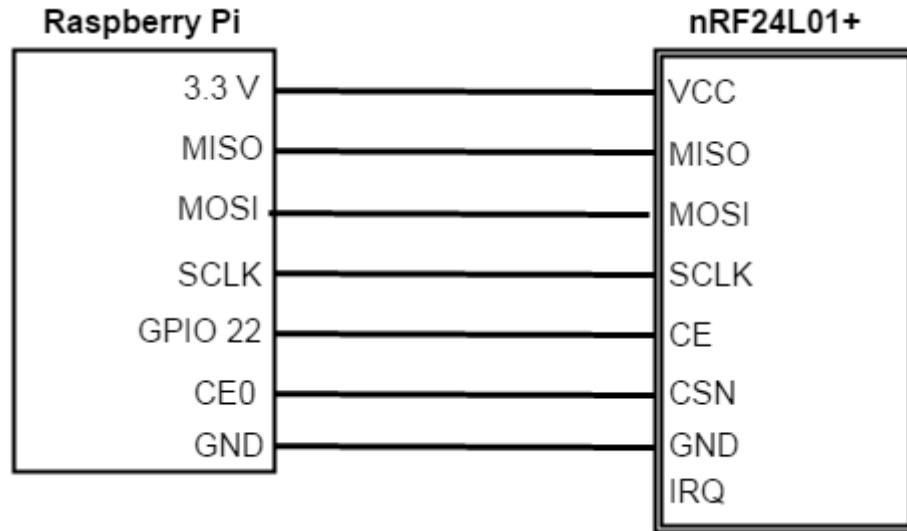 Raspberry Pi nRF24L01+
3.3 V VCC
MISO MISO
MOSI MOSI
SCLK SCLK
GPIO 22 CE
CE0 CSN
GND GND
IRQ